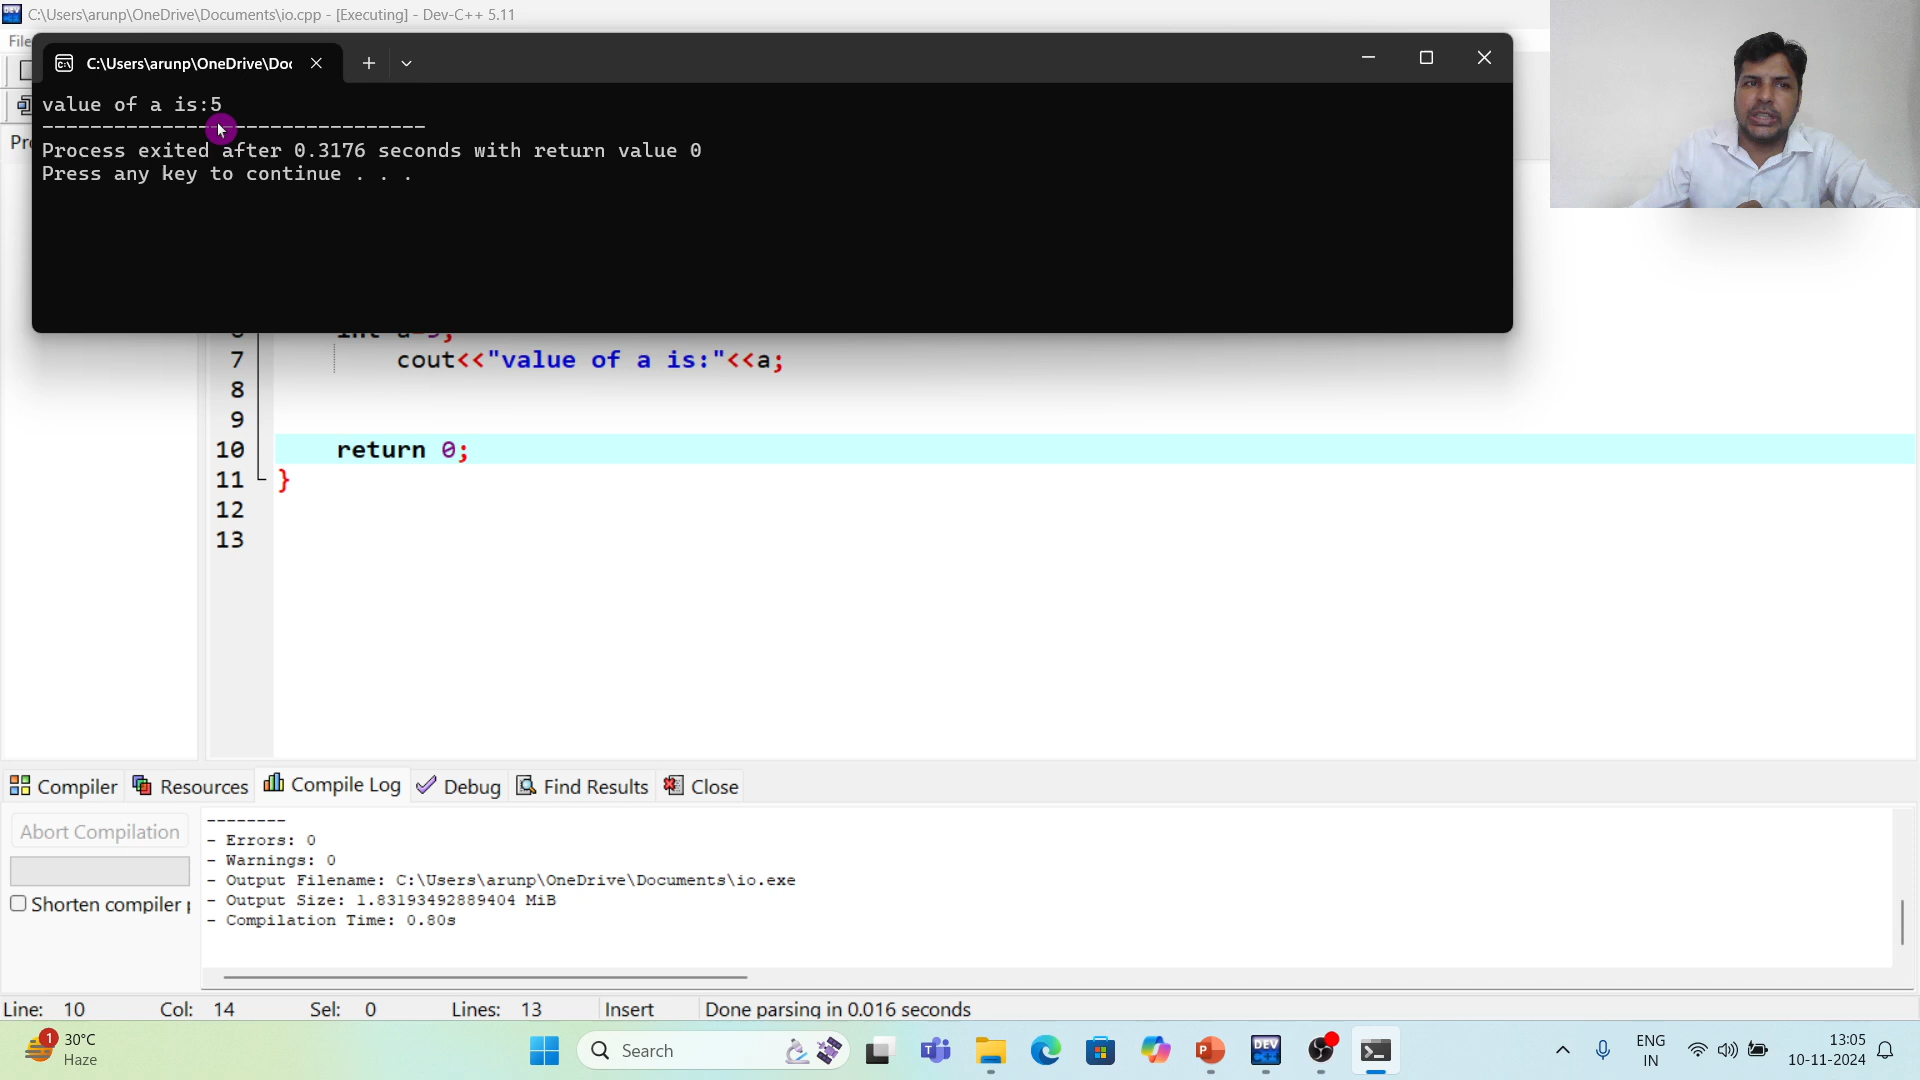 C:\Users\arunp\OneDrive\Documents\io.cpp - [Executing] - Dev-C++ 5.11
File
C:\Users\arunp\OneDrive\Doc
value of a is:5
--------------------------------
Process exited after 0.3176 seconds with return value 0
Press any key to continue . . .
7 cout<<"value of a is:"<<a;
8
9
10 return 0;
11 }
12
13
Compiler Resources Compile Log Debug Find Results Close
Abort Compilation
Shorten compiler
--------
- Errors: 0
- Warnings: 0
- Output Filename: C:\Users\arunp\OneDrive\Documents\io.exe
- Output Size: 1.83193492889404 MiB
- Compilation Time: 0.80s
Line: 10 Col: 14 Sel: 0 Lines: 13 Insert Done parsing in 0.016 seconds
1
30°C
Haze
Search
DEV
C++
ENG
IN
13:05
10-11-2024